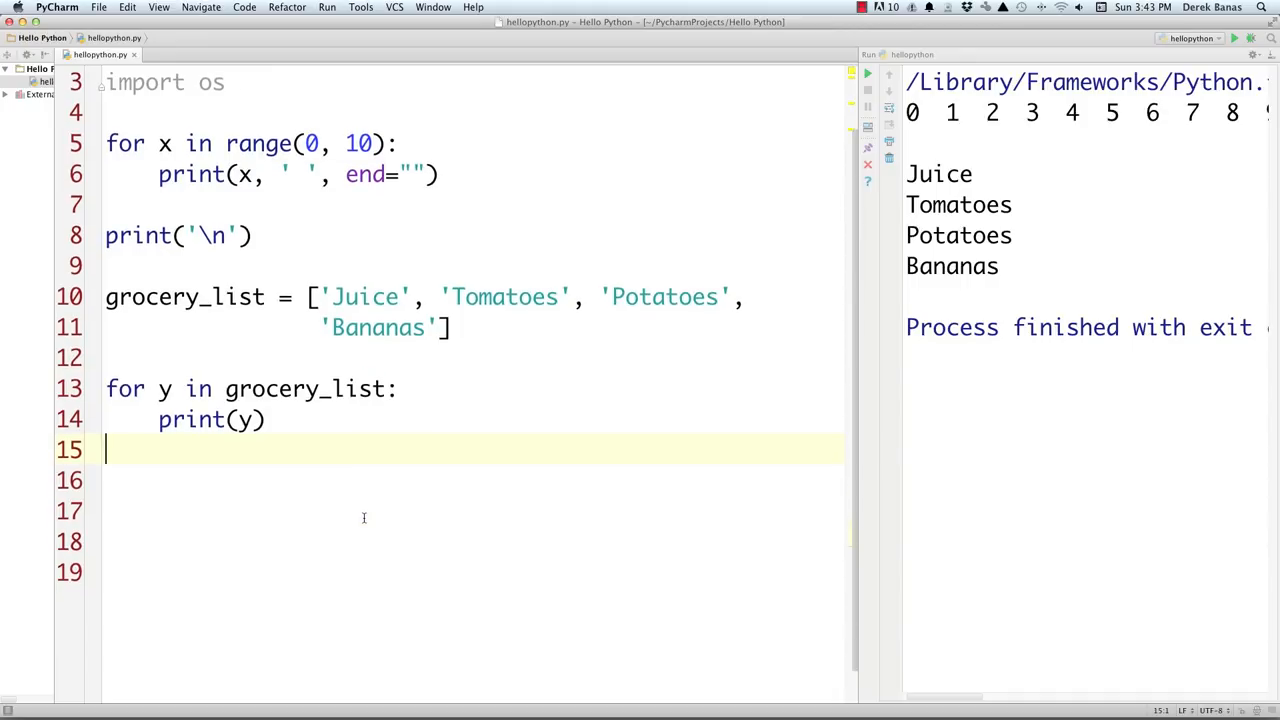 PyCharm File Edit View Navigate Code Refactor Run Tools VCS Window Help 10 Sun 3:43 PM Derek Banas
hellopython.py – Hello Python – [~/PycharmProjects/Hello Python]
Hello Python hellopython.py hellopython
hellopython.py × Run hellopython
Hello
hell
Extern
3 import os
4
5 for x in range(0, 10):
6 print(x, ' ', end="")
7
8 print('\n')
9
10 grocery_list = ['Juice', 'Tomatoes', 'Potatoes',
11 'Bananas']
12
13 for y in grocery_list:
14 print(y)
15
16
17
18
19
/Library/Frameworks/Python.
0 1 2 3 4 5 6 7 8 9
Juice
Tomatoes
Potatoes
Bananas
Process finished with exit
15:1 LF UTF-8